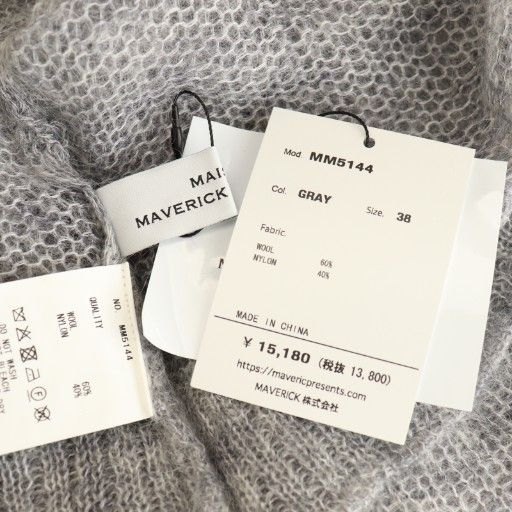 MAI
MAVERICK
Mod. MM5144
Col. GRAY Size. 38
Fabric.
WOOL 60%
NYLON 40%
MADE IN CHINA
¥ 15,180 (税抜 13,800)
https://mavericpresents.com
MAVERICK 株式会社
NO. MM5144
QUALITY
WOOL 60%
NYLON 40%
DO NOT WASH